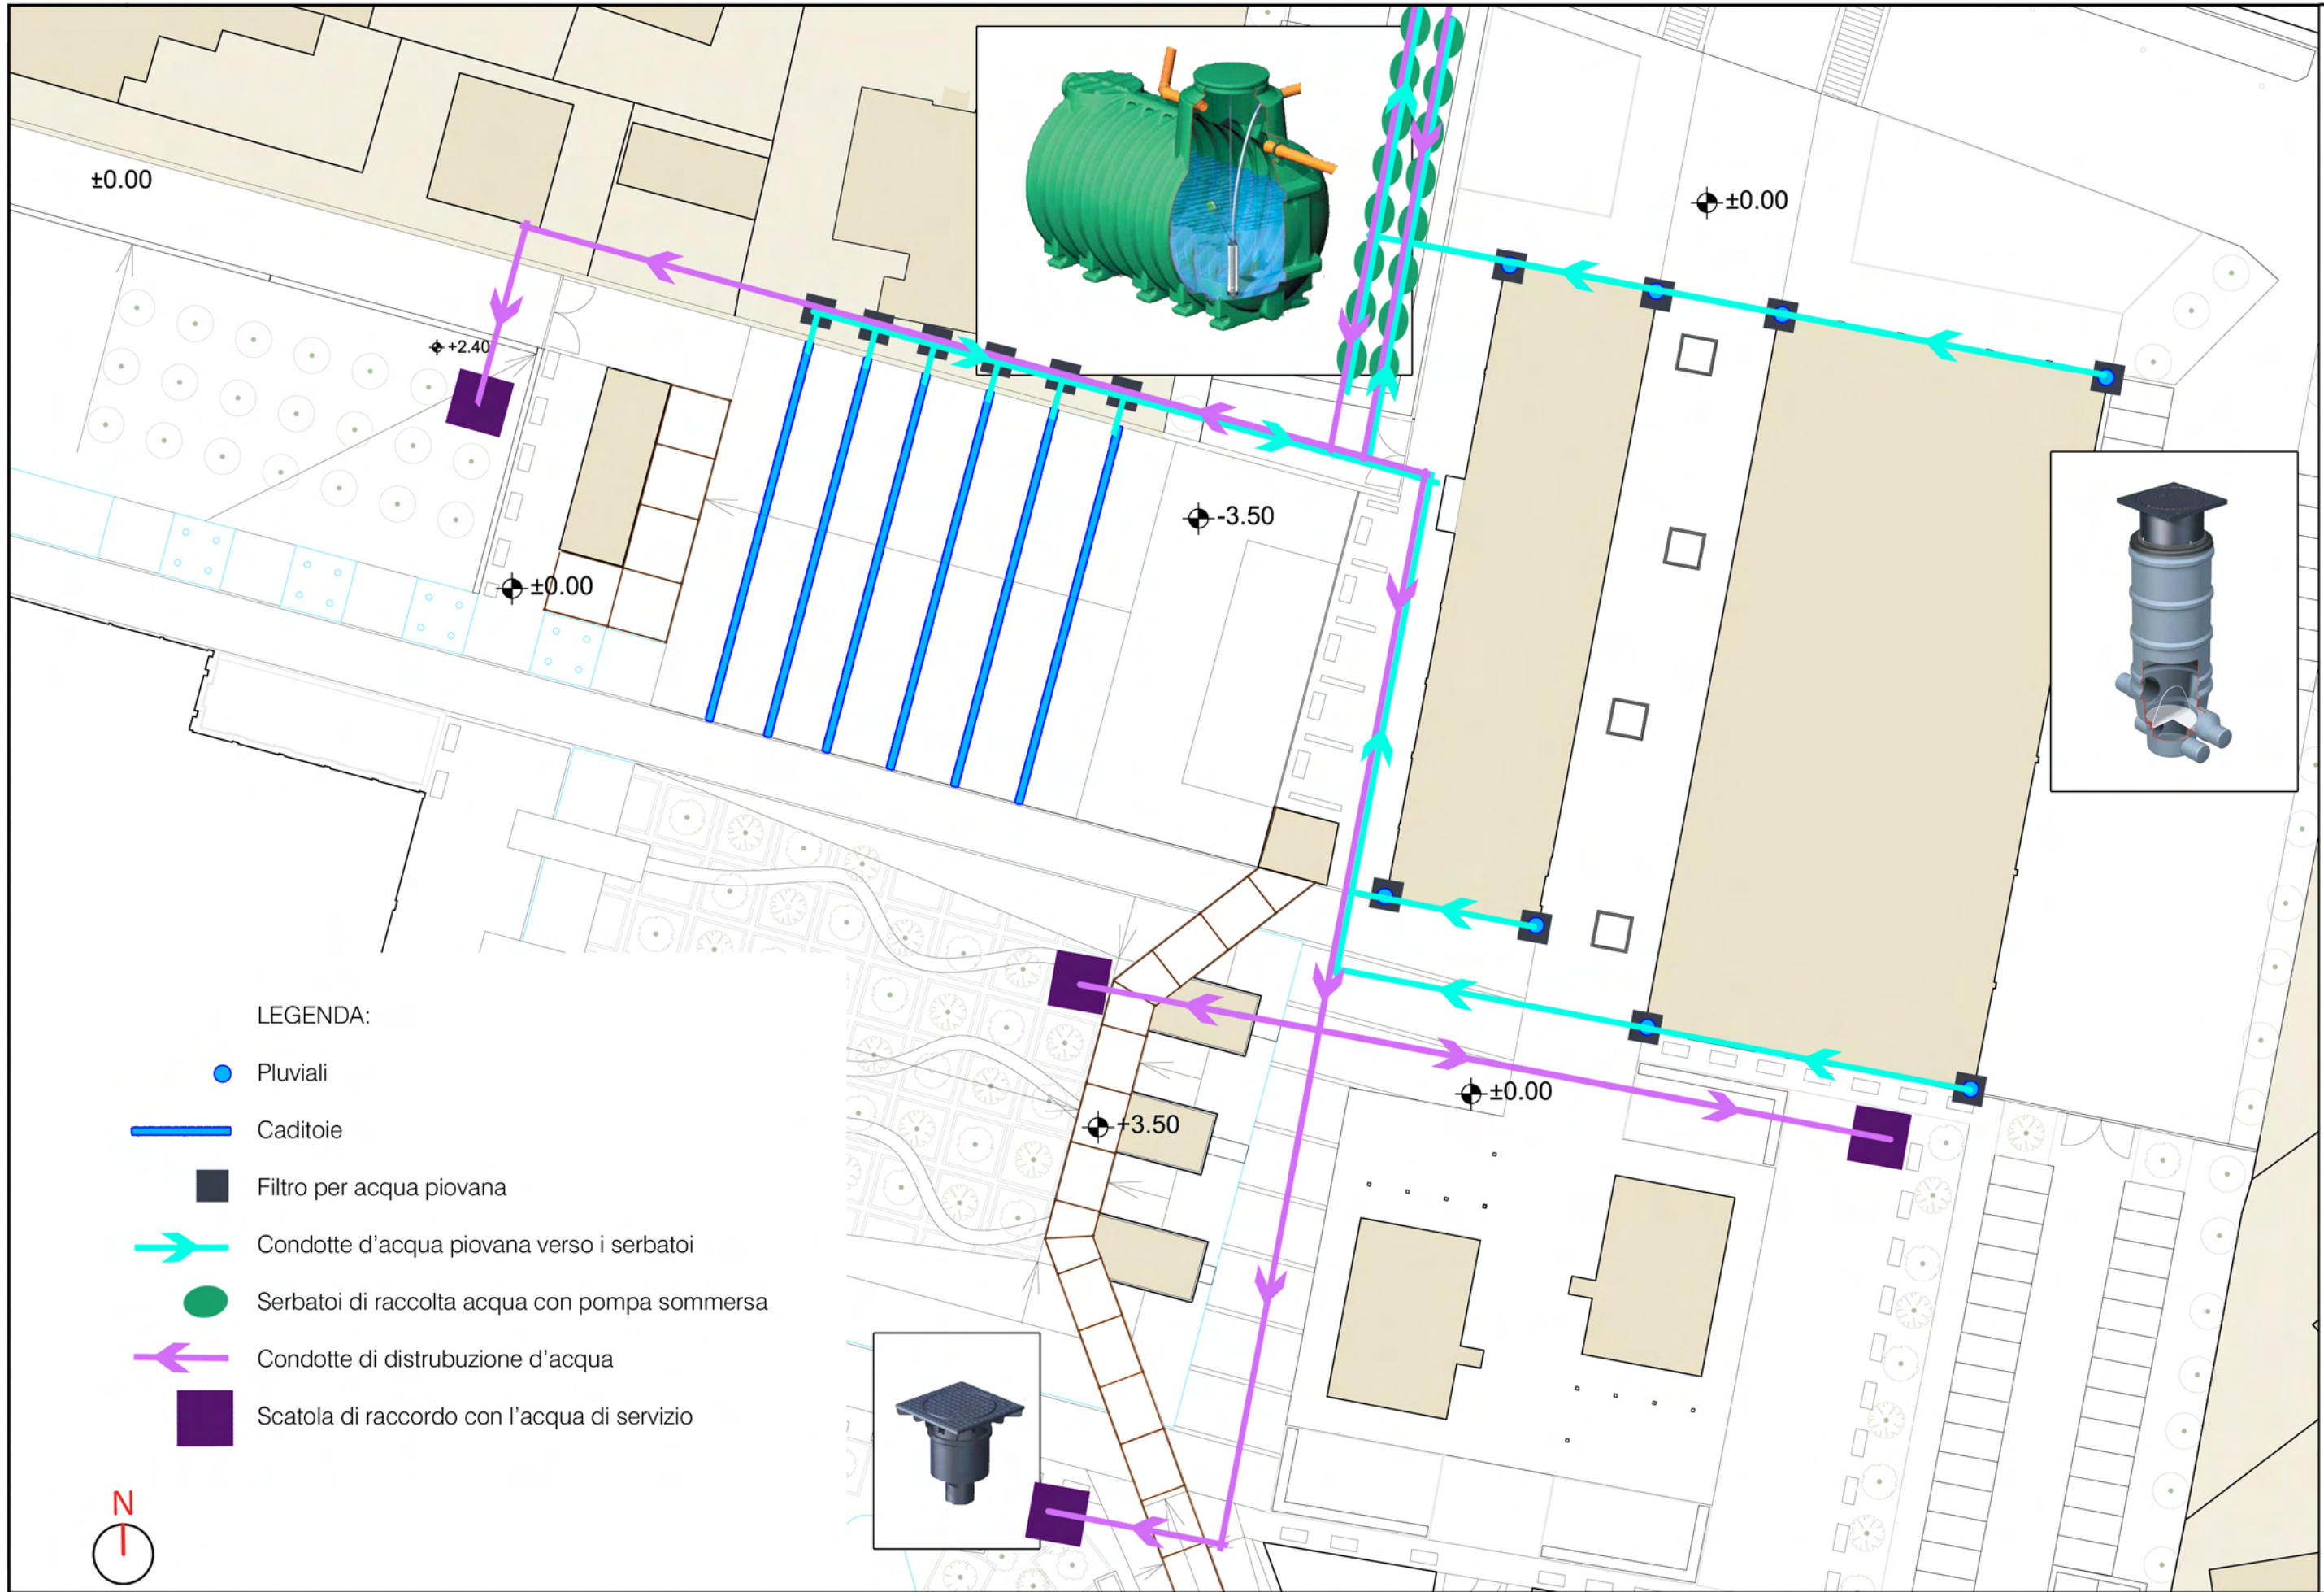 ±0.00
±0.00
+2.40
-3.50
±0.00
±0.00
+3.50
LEGENDA:
Pluviali
Caditoie
Filtro per acqua piovana
Condotte d'acqua piovana verso i serbatoi
Serbatoi di raccolta acqua con pompa sommersa
Condotte di distrubuzione d'acqua
Scatola di raccordo con l'acqua di servizio
N